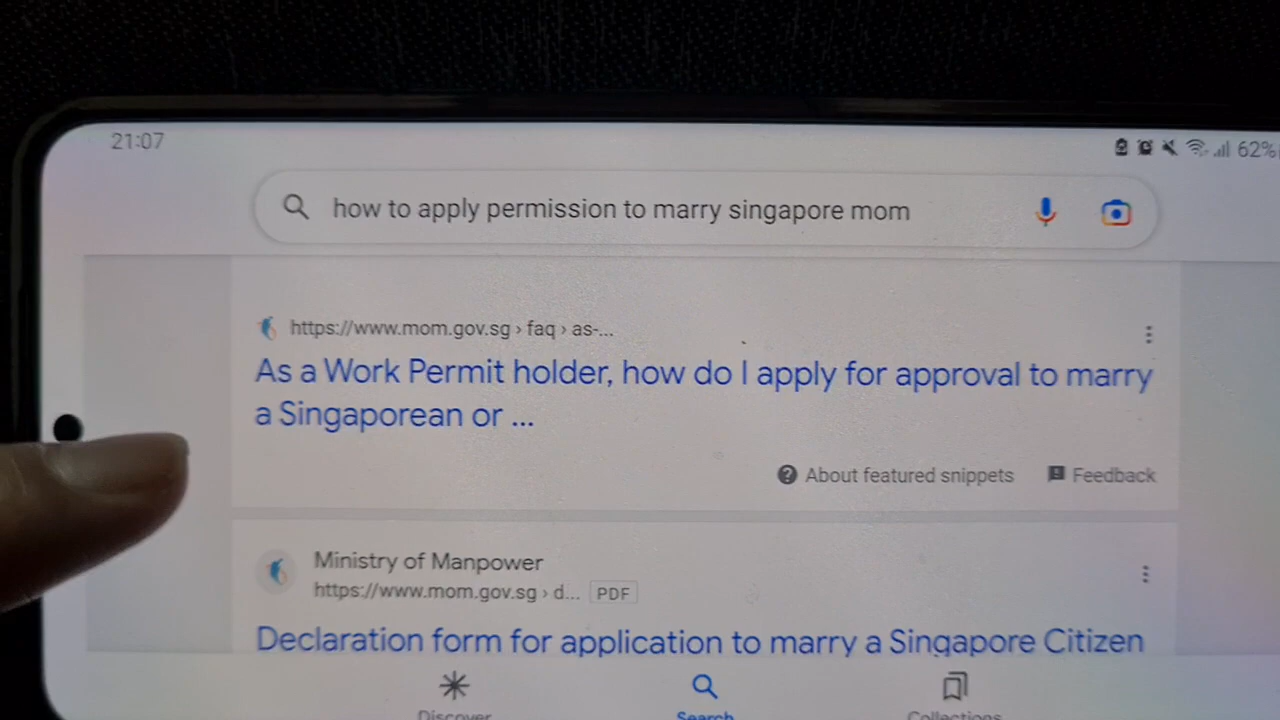 21:07
62%
how to apply permission to marry singapore mom
https://www.mom.gov.sg › faq › as-...
As a Work Permit holder, how do I apply for approval to marry
a Singaporean or ...
About featured snippets
Feedback
Ministry of Manpower
https://www.mom.gov.sg › d...
PDF
Declaration form for application to marry a Singapore Citizen
Discover
Search
Collections